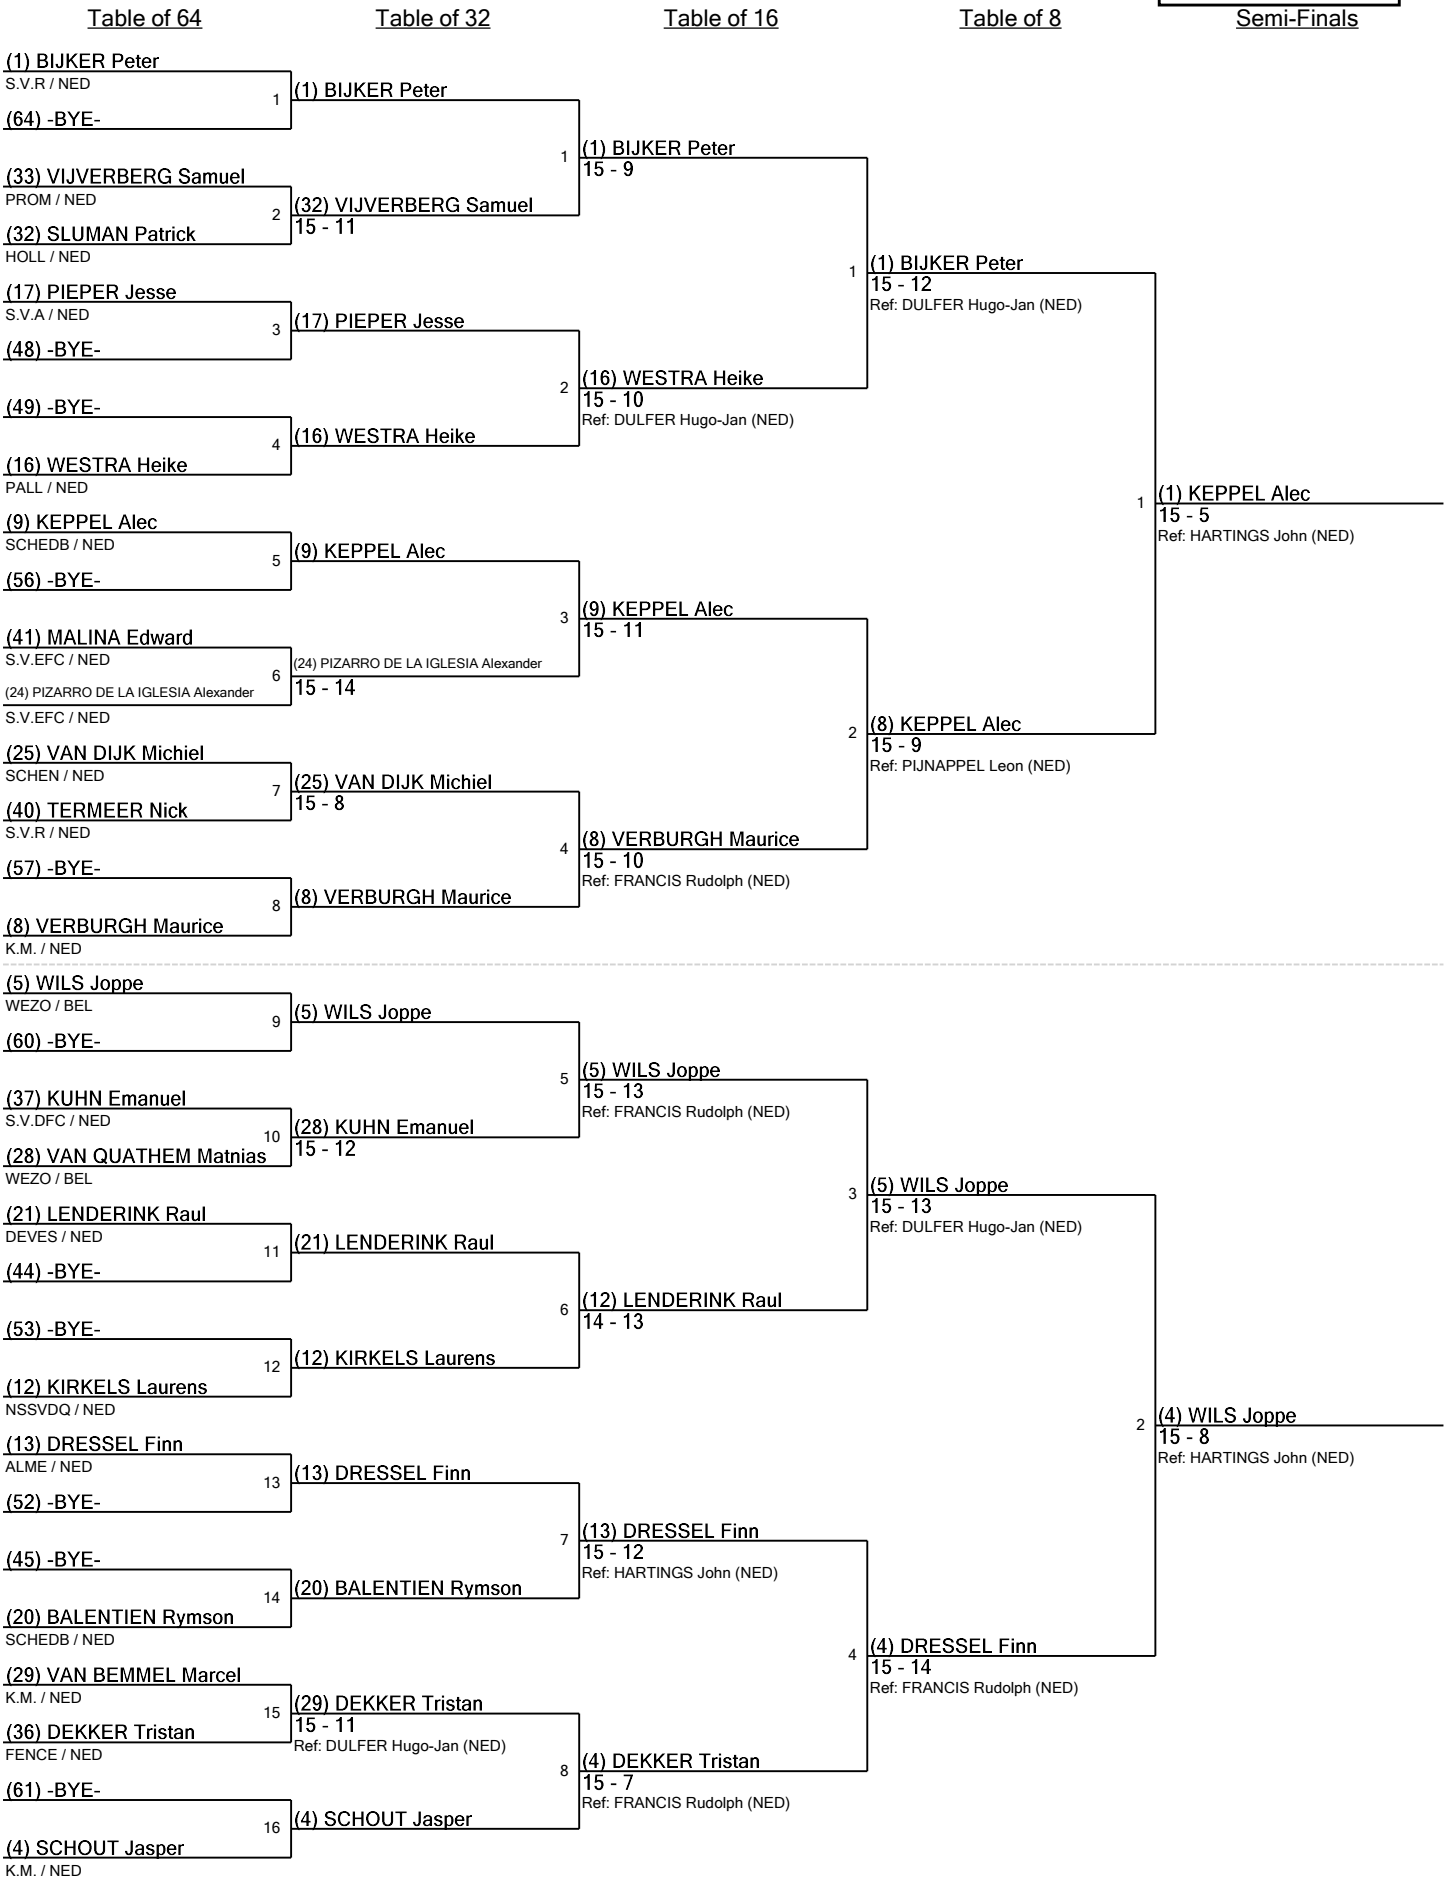 Table of 64
Table of 32
Table of 16
Table of 8
Semi-Finals
(1) BIJKER Peter
S.V.R / NED
1
(64) -BYE-
(33) VIJVERBERG Samuel
PROM / NED
2
(32) SLUMAN Patrick
HOLL / NED
(17) PIEPER Jesse
S.V.A / NED
3
(48) -BYE-
(49) -BYE-
4
(16) WESTRA Heike
PALL / NED
(9) KEPPEL Alec
SCHEDB / NED
5
(56) -BYE-
(41) MALINA Edward
S.V.EFC / NED
6
(24) PIZARRO DE LA IGLESIA Alexander
S.V.EFC / NED
(25) VAN DIJK Michiel
SCHEN / NED
7
(40) TERMEER Nick
S.V.R / NED
(57) -BYE-
8
(8) VERBURGH Maurice
K.M. / NED
(5) WILS Joppe
WEZO / BEL
9
(60) -BYE-
(37) KUHN Emanuel
S.V.DFC / NED
10
(28) VAN QUATHEM Matnias
WEZO / BEL
(21) LENDERINK Raul
DEVES / NED
11
(44) -BYE-
(53) -BYE-
12
(12) KIRKELS Laurens
NSSVDQ / NED
(13) DRESSEL Finn
ALME / NED
13
(52) -BYE-
(45) -BYE-
14
(20) BALENTIEN Rymson
SCHEDB / NED
(29) VAN BEMMEL Marcel
K.M. / NED
15
(36) DEKKER Tristan
FENCE / NED
(61) -BYE-
16
(4) SCHOUT Jasper
K.M. / NED
(1) BIJKER Peter
1
(32) VIJVERBERG Samuel
15 - 11
(17) PIEPER Jesse
2
(16) WESTRA Heike
(9) KEPPEL Alec
3
(24) PIZARRO DE LA IGLESIA Alexander
15 - 14
(25) VAN DIJK Michiel
15 - 8
4
(8) VERBURGH Maurice
(5) WILS Joppe
5
(28) KUHN Emanuel
15 - 12
(21) LENDERINK Raul
6
(12) KIRKELS Laurens
(13) DRESSEL Finn
7
(20) BALENTIEN Rymson
(29) DEKKER Tristan
15 - 11
Ref: DULFER Hugo-Jan (NED)
8
(4) SCHOUT Jasper
(1) BIJKER Peter
15 - 9
1
(16) WESTRA Heike
15 - 10
Ref: DULFER Hugo-Jan (NED)
(9) KEPPEL Alec
15 - 11
2
(8) VERBURGH Maurice
15 - 10
Ref: FRANCIS Rudolph (NED)
(5) WILS Joppe
15 - 13
Ref: FRANCIS Rudolph (NED)
3
(12) LENDERINK Raul
14 - 13
(13) DRESSEL Finn
15 - 12
Ref: HARTINGS John (NED)
4
(4) DEKKER Tristan
15 - 7
Ref: FRANCIS Rudolph (NED)
(1) BIJKER Peter
15 - 12
Ref: DULFER Hugo-Jan (NED)
1
(8) KEPPEL Alec
15 - 9
Ref: PIJNAPPEL Leon (NED)
(5) WILS Joppe
15 - 13
Ref: DULFER Hugo-Jan (NED)
2
(4) DRESSEL Finn
15 - 14
Ref: FRANCIS Rudolph (NED)
(1) KEPPEL Alec
15 - 5
Ref: HARTINGS John (NED)
(4) WILS Joppe
15 - 8
Ref: HARTINGS John (NED)